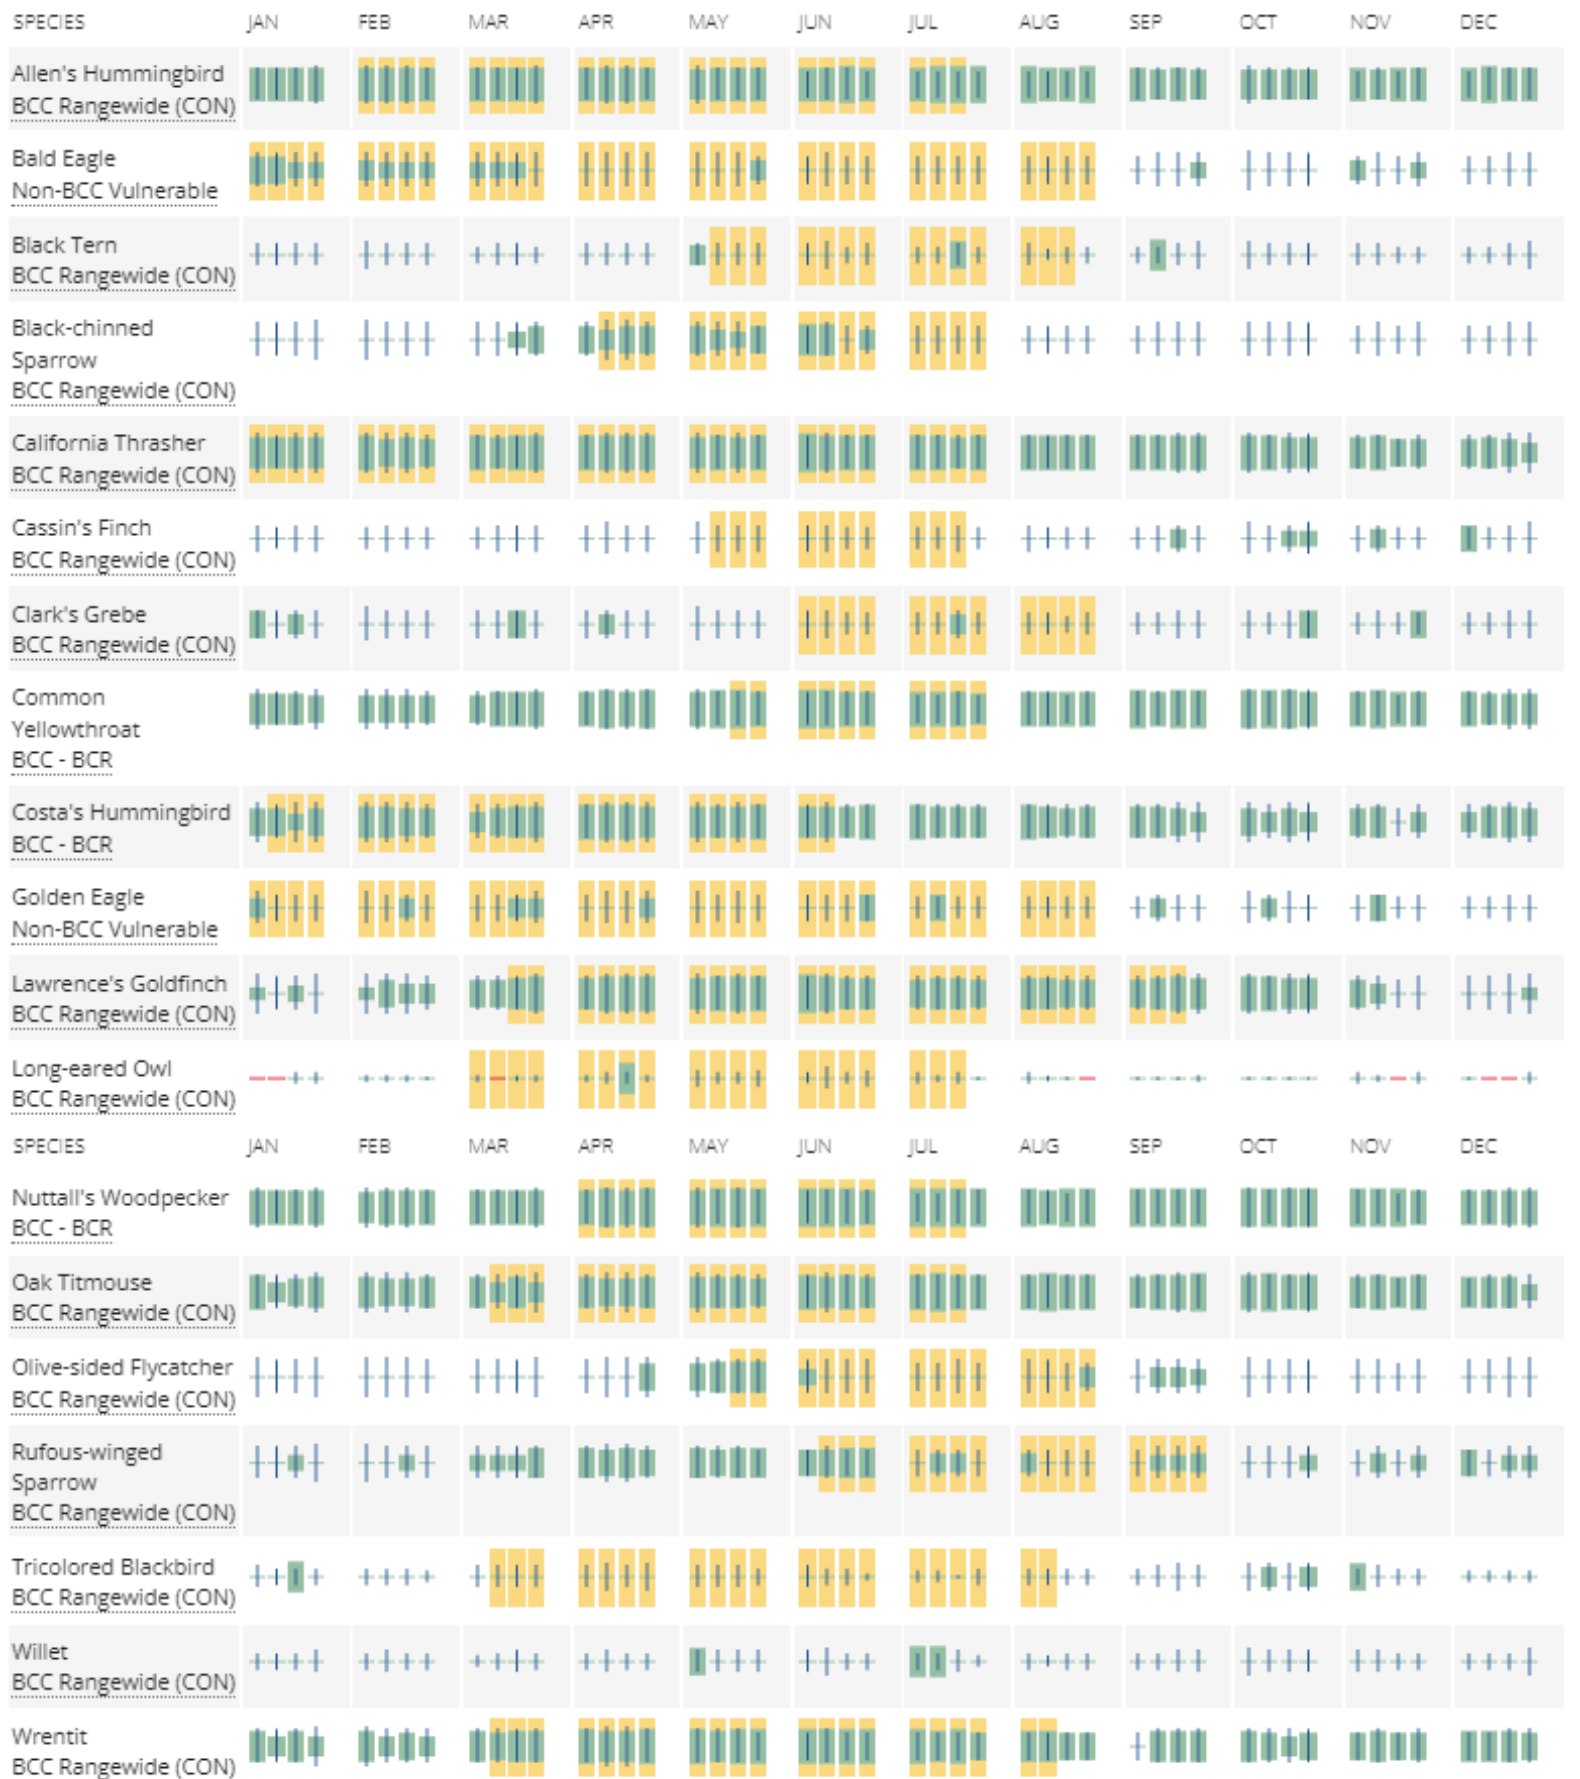 SPECIES JAN FEB MAR APR MAY JUN JUL AUG SEP OCT NOV DEC
Allen's Hummingbird
BCC Rangewide (CON)
Bald Eagle
Non-BCC Vulnerable
Black Tern
BCC Rangewide (CON)
Black-chinned
Sparrow
BCC Rangewide (CON)
California Thrasher
BCC Rangewide (CON)
Cassin's Finch
BCC Rangewide (CON)
Clark's Grebe
BCC Rangewide (CON)
Common
Yellowthroat
BCC - BCR
Costa's Hummingbird
BCC - BCR
Golden Eagle
Non-BCC Vulnerable
Lawrence's Goldfinch
BCC Rangewide (CON)
Long-eared Owl
BCC Rangewide (CON)
SPECIES JAN FEB MAR APR MAY JUN JUL AUG SEP OCT NOV DEC
Nuttall's Woodpecker
BCC - BCR
Oak Titmouse
BCC Rangewide (CON)
Olive-sided Flycatcher
BCC Rangewide (CON)
Rufous-winged
Sparrow
BCC Rangewide (CON)
Tricolored Blackbird
BCC Rangewide (CON)
Willet
BCC Rangewide (CON)
Wrentit
BCC Rangewide (CON)